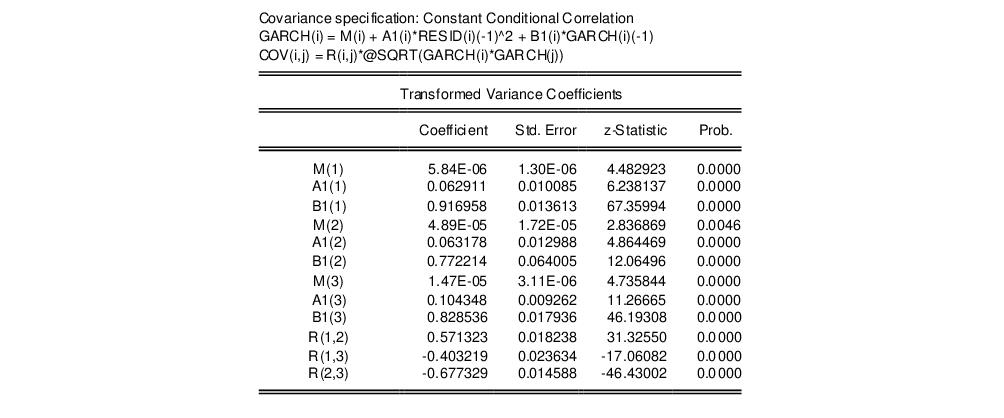 Covariance specification: Constant Conditional Correlation
GARCH(i) = M(i) + A1(i)*RESID(i)(-1)^2 + B1(i)*GARCH(i)(-1)
COV(i,j) = R(i,j)*@SQRT(GARCH(i)*GARCH(j))
Transformed Variance Coefficients
Coefficient Std. Error z-Statistic Prob.
M(1) 5.84E-06 1.30E-06 4.482923 0.0000
A1(1) 0.062911 0.010085 6.238137 0.0000
B1(1) 0.916958 0.013613 67.35994 0.0000
M(2) 4.89E-05 1.72E-05 2.836869 0.0046
A1(2) 0.063178 0.012988 4.864469 0.0000
B1(2) 0.772214 0.064005 12.06496 0.0000
M(3) 1.47E-05 3.11E-06 4.735844 0.0000
A1(3) 0.104348 0.009262 11.26665 0.0000
B1(3) 0.828536 0.017936 46.19308 0.0000
R(1,2) 0.571323 0.018238 31.32550 0.0000
R(1,3) -0.403219 0.023634 -17.06082 0.0000
R(2,3) -0.677329 0.014588 -46.43002 0.0000